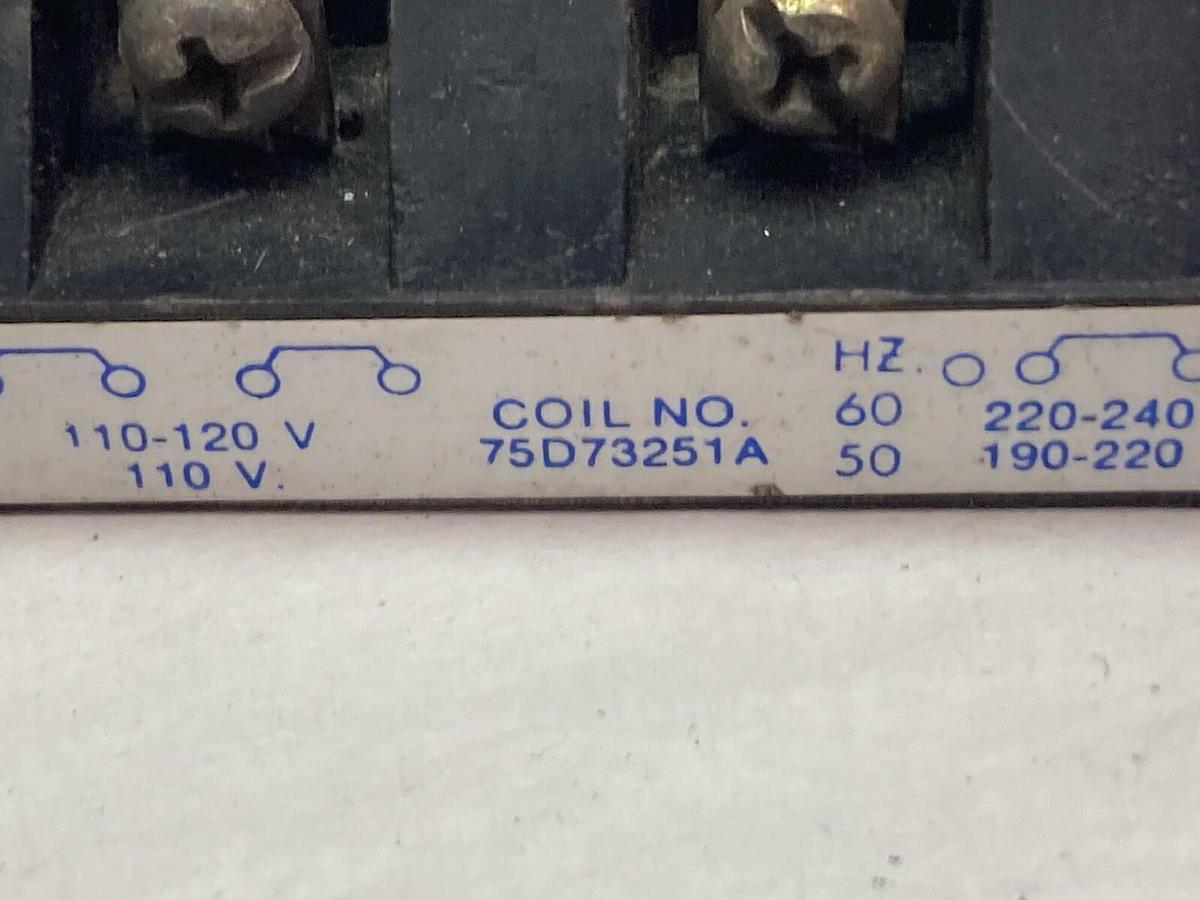 110-120 V
110 V.
COIL NO.
75D73251A
HZ.
60
50
220-240
190-220